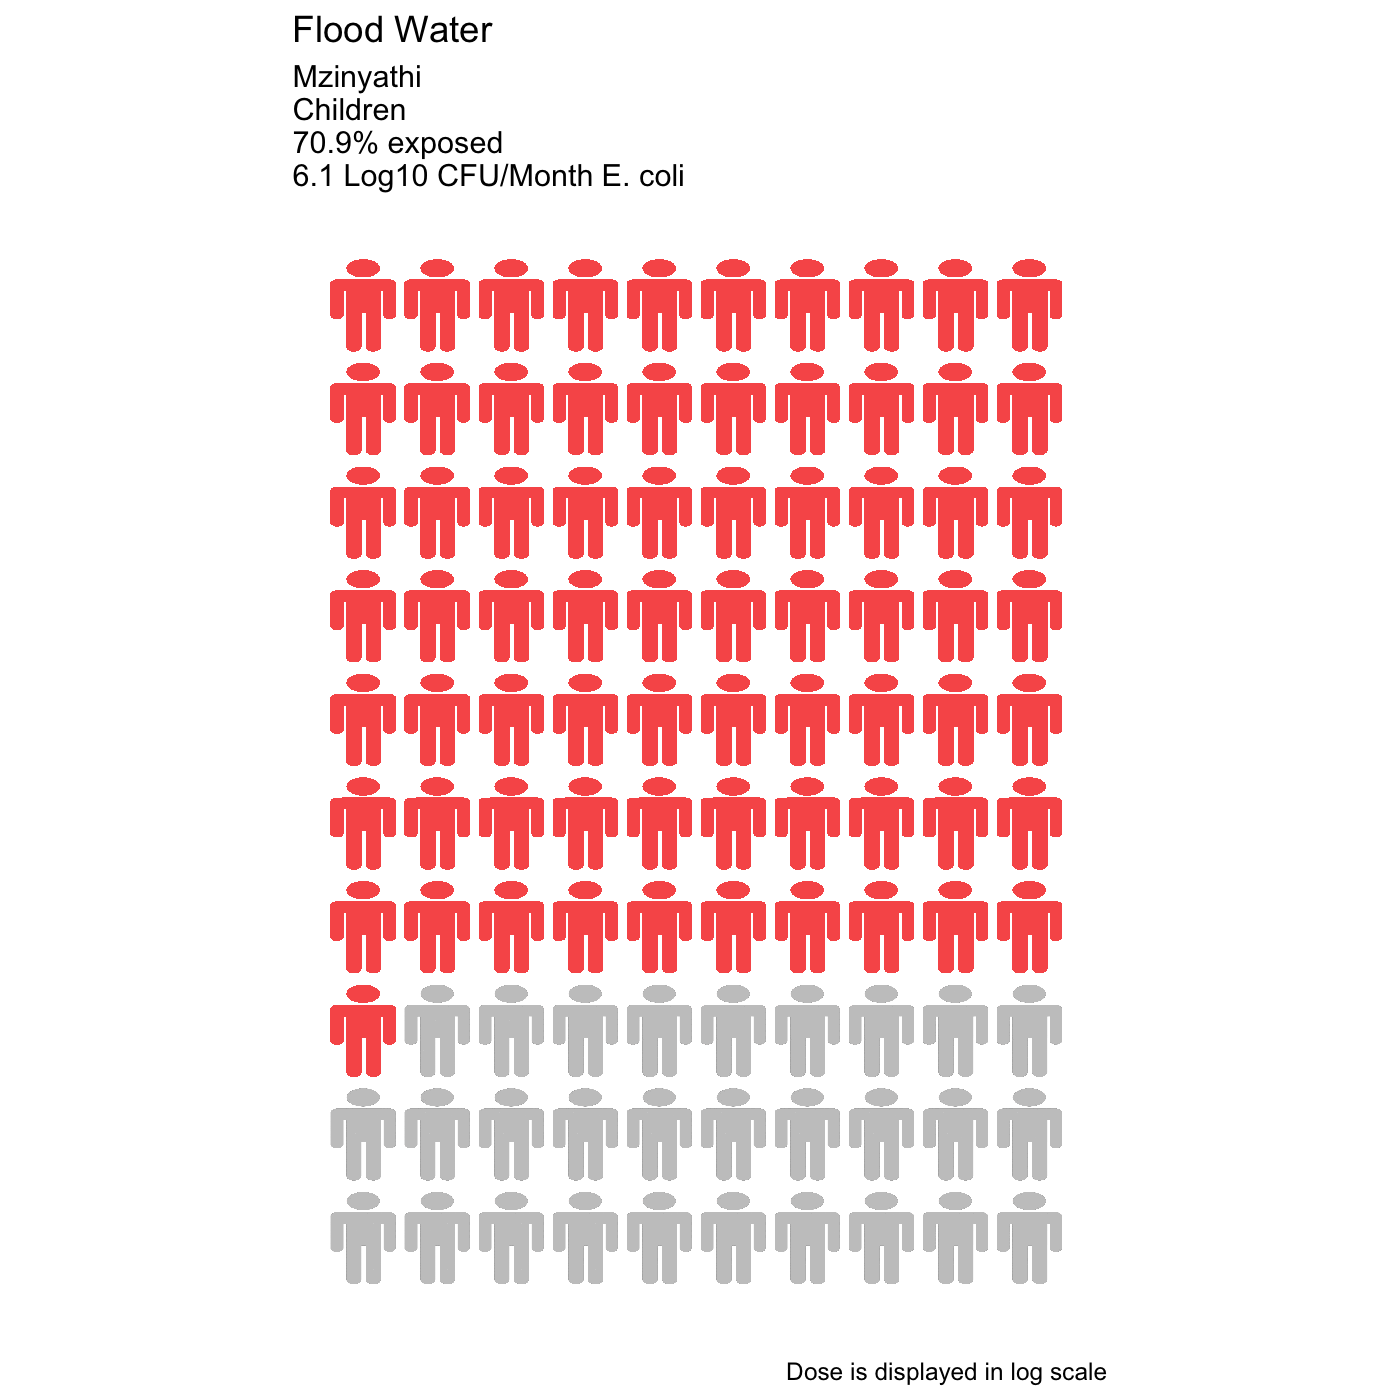 Flood Water
Mzinyathi
Children
70.9% exposed
6.1 Log10 CFU/Month E. coli
Dose is displayed in log scale